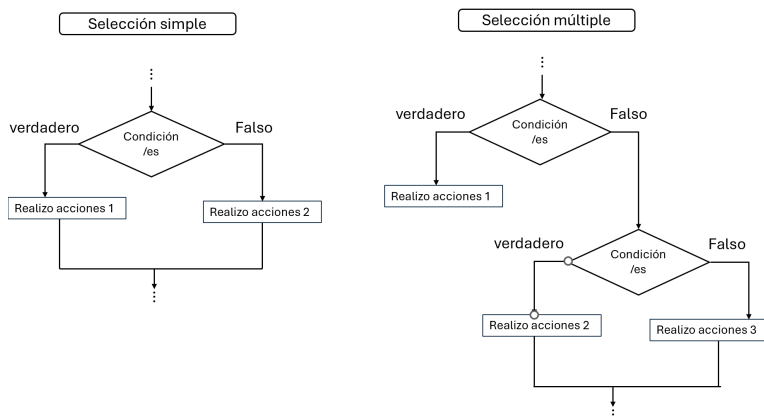 Selección simple
⋮
verdadero
Falso
Condición
/es
Realizo acciones 1
Realizo acciones 2
⋮
Selección múltiple
⋮
verdadero
Falso
Condición
/es
Realizo acciones 1
verdadero
Falso
Condición
/es
Realizo acciones 2
Realizo acciones 3
⋮